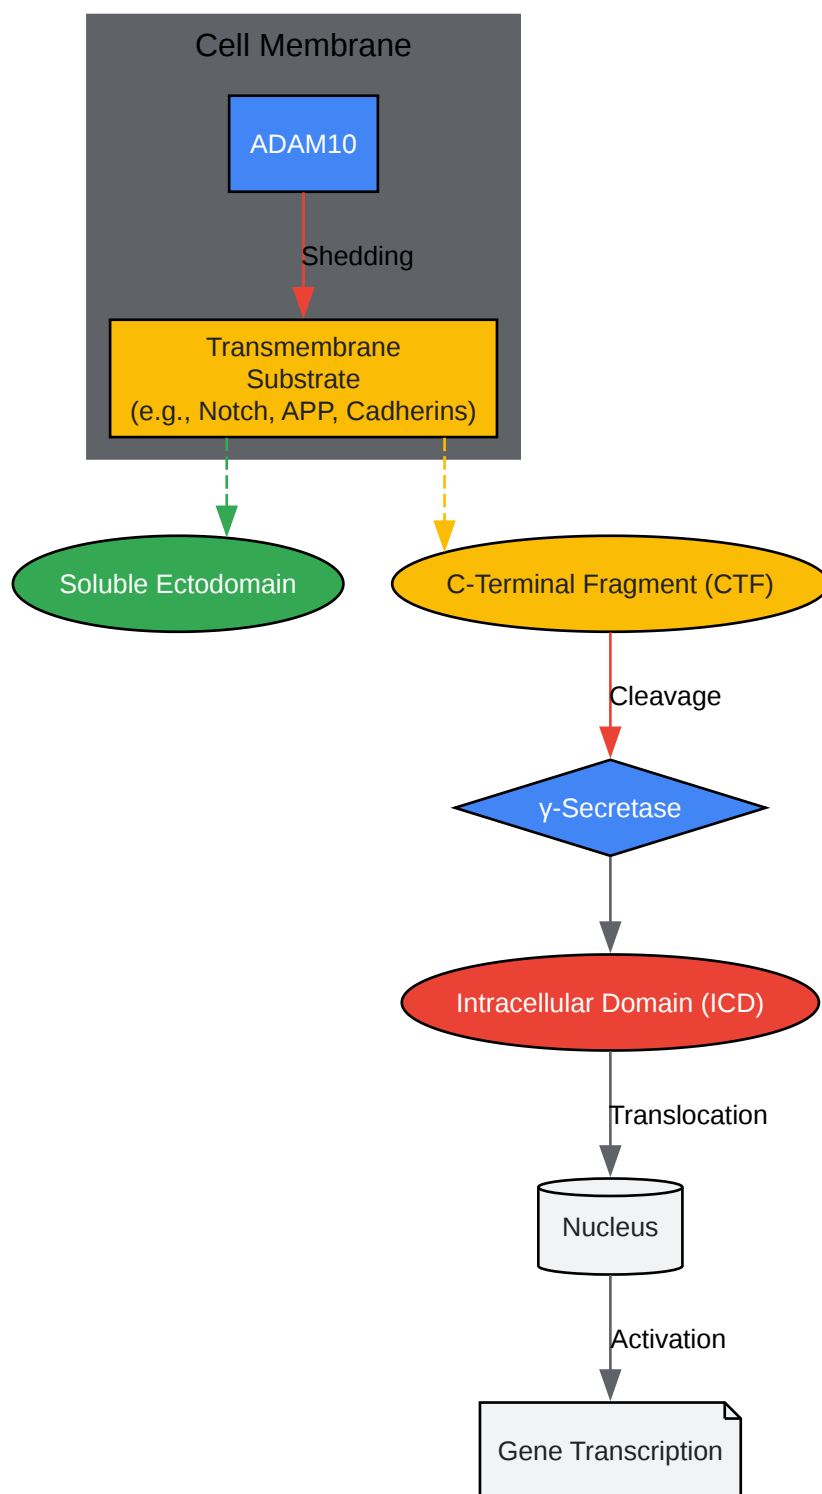 Cell Membrane
ADAM10
Shedding
Transmembrane
Substrate
(e.g., Notch, APP, Cadherins)
Soluble Ectodomain
C-Terminal Fragment (CTF)
Cleavage
γ-Secretase
Intracellular Domain (ICD)
Translocation
Nucleus
Activation
Gene Transcription